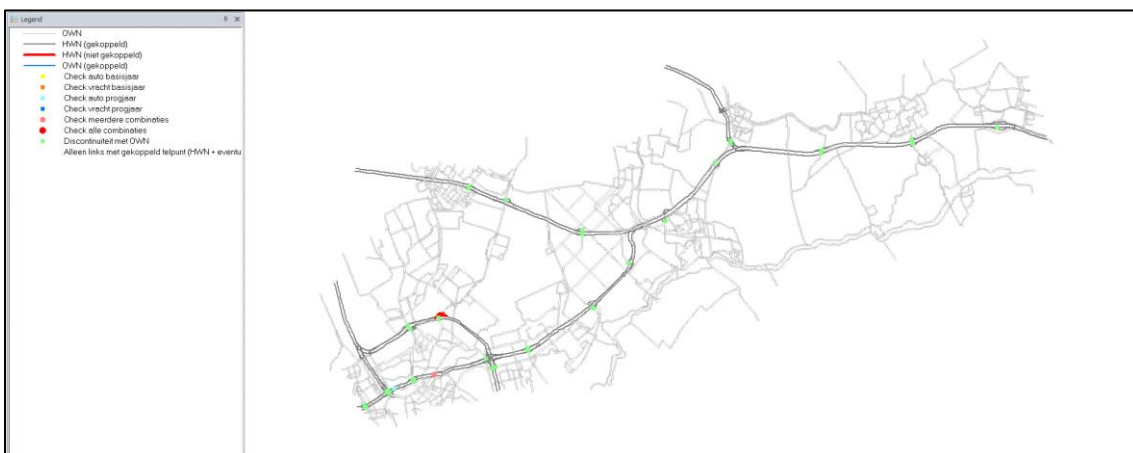 Legend
OWN
HWN (gekoppeld)
HWN (niet gekoppeld)
OWN (gekoppeld)
Check auto basisjaar
Check vracht basisjaar
Check auto progjaar
Check vracht progjaar
Check meerdere combinaties
Check alle combinaties
Discontinuiteit met OWN
Alleen links met gekoppeld telpunt (HWN + eventu